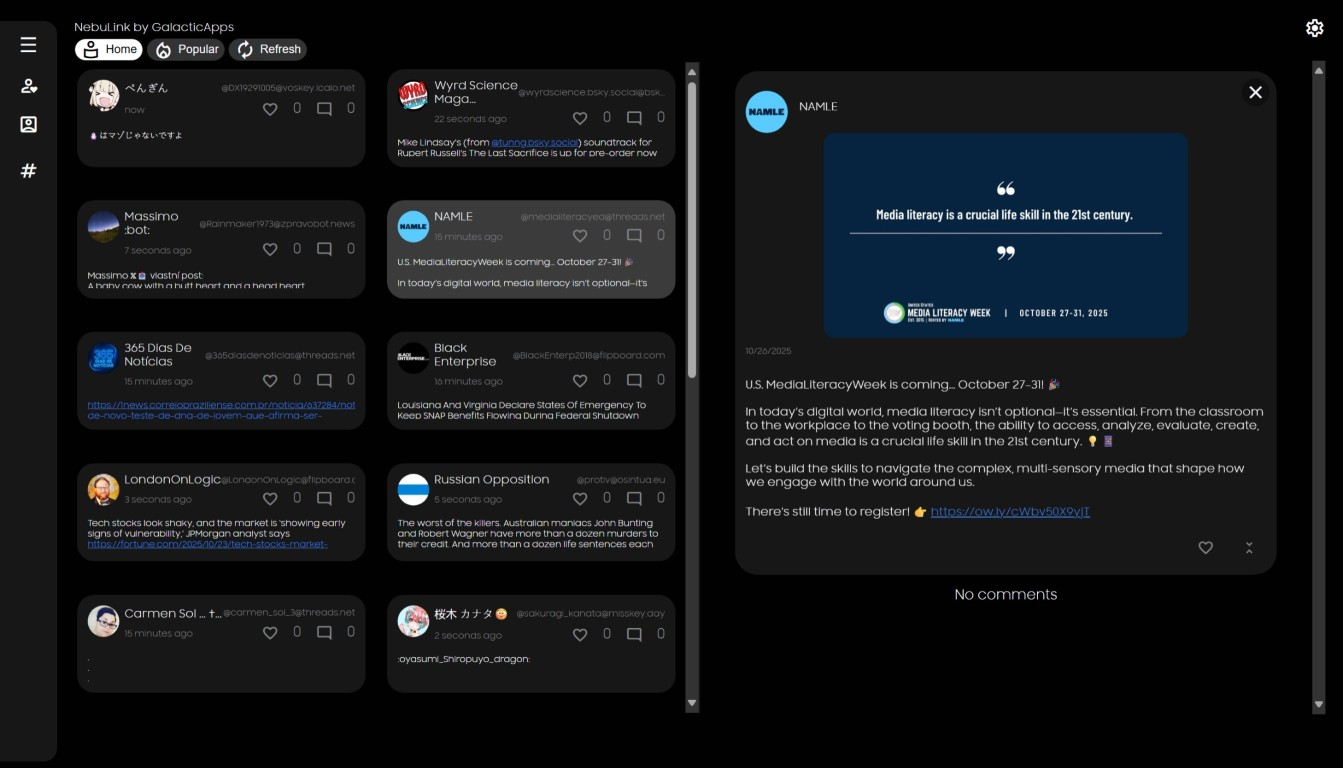 NebuLink by GalacticApps
Home
Popular
Refresh
ぺんぎん
@DX19291005@voskey.icalo.net
now
0
0
はマゾじゃないですよ
Wyrd Science
Maga...
@wyrdscience.bsky.social@bsk...
22 seconds ago
0
0
Mike Lindsay's (from @tunng.bsky.social) soundtrack for
Rupert Russell's The Last Sacrifice is up for pre-order now
Massimo
:bot:
@Rainmaker1973@zpravobot.news
7 seconds ago
0
0
Massimo 𝕏 vlastní post:
A baby cow with a butt heart and a head heart
NAMLE
NAMLE
@medialiteracyed@threads.net
15 minutes ago
0
0
U.S. MediaLiteracyWeek is coming... October 27-31! 🎉
In today's digital world, media literacy isn't optional—it's
365 Dias De
Notícias
@365diasdenoticias@threads.net
15 minutes ago
0
0
https://1news.correiobraziliense.com.br/noticia/637284/not
de-novo-teste-de-dna-de-jovem-que-afirma-ser-
BLACK
ENTERPRISE
Black
Enterprise
@BlackEnterp2018@flipboard.com
16 minutes ago
0
0
Louisiana And Virginia Declare States Of Emergency To
Keep SNAP Benefits Flowing During Federal Shutdown
LondonOnLogic
@LondonOnLogic@flipboard.c
3 seconds ago
0
0
Tech stocks look shaky, and the market is 'showing early
signs of vulnerability,' JPMorgan analyst says
https://fortune.com/2025/10/23/tech-stocks-market-
Russian Opposition
@protiv@osintua.eu
5 seconds ago
0
0
The worst of the killers. Australian maniacs John Bunting
and Robert Wagner have more than a dozen murders to
their credit. And more than a dozen life sentences each
Carmen Sol ... †...
@carmen_sol_3@threads.net
15 minutes ago
0
0
.
.
.
桜木 カナタ
@sakuragi_kanata@misskey.day
2 seconds ago
0
0
:oyasumi_Shiropuyo_dragon:
NAMLE
NAMLE
“
Media literacy is a crucial life skill in the 21st century.
”
UNITED STATES
MEDIA LITERACY WEEK | OCTOBER 27-31, 2025
EST. 2015 | HOSTED BY NAMLE
10/26/2025
U.S. MediaLiteracyWeek is coming... October 27-31! 🎉
In today's digital world, media literacy isn't optional—it's essential. From the classroom
to the workplace to the voting booth, the ability to access, analyze, evaluate, create,
and act on media is a crucial life skill in the 21st century. 💡
Let's build the skills to navigate the complex, multi-sensory media that shape how
we engage with the world around us.
There's still time to register! 👉 https://ow.ly/cWbv50X9yjT
No comments